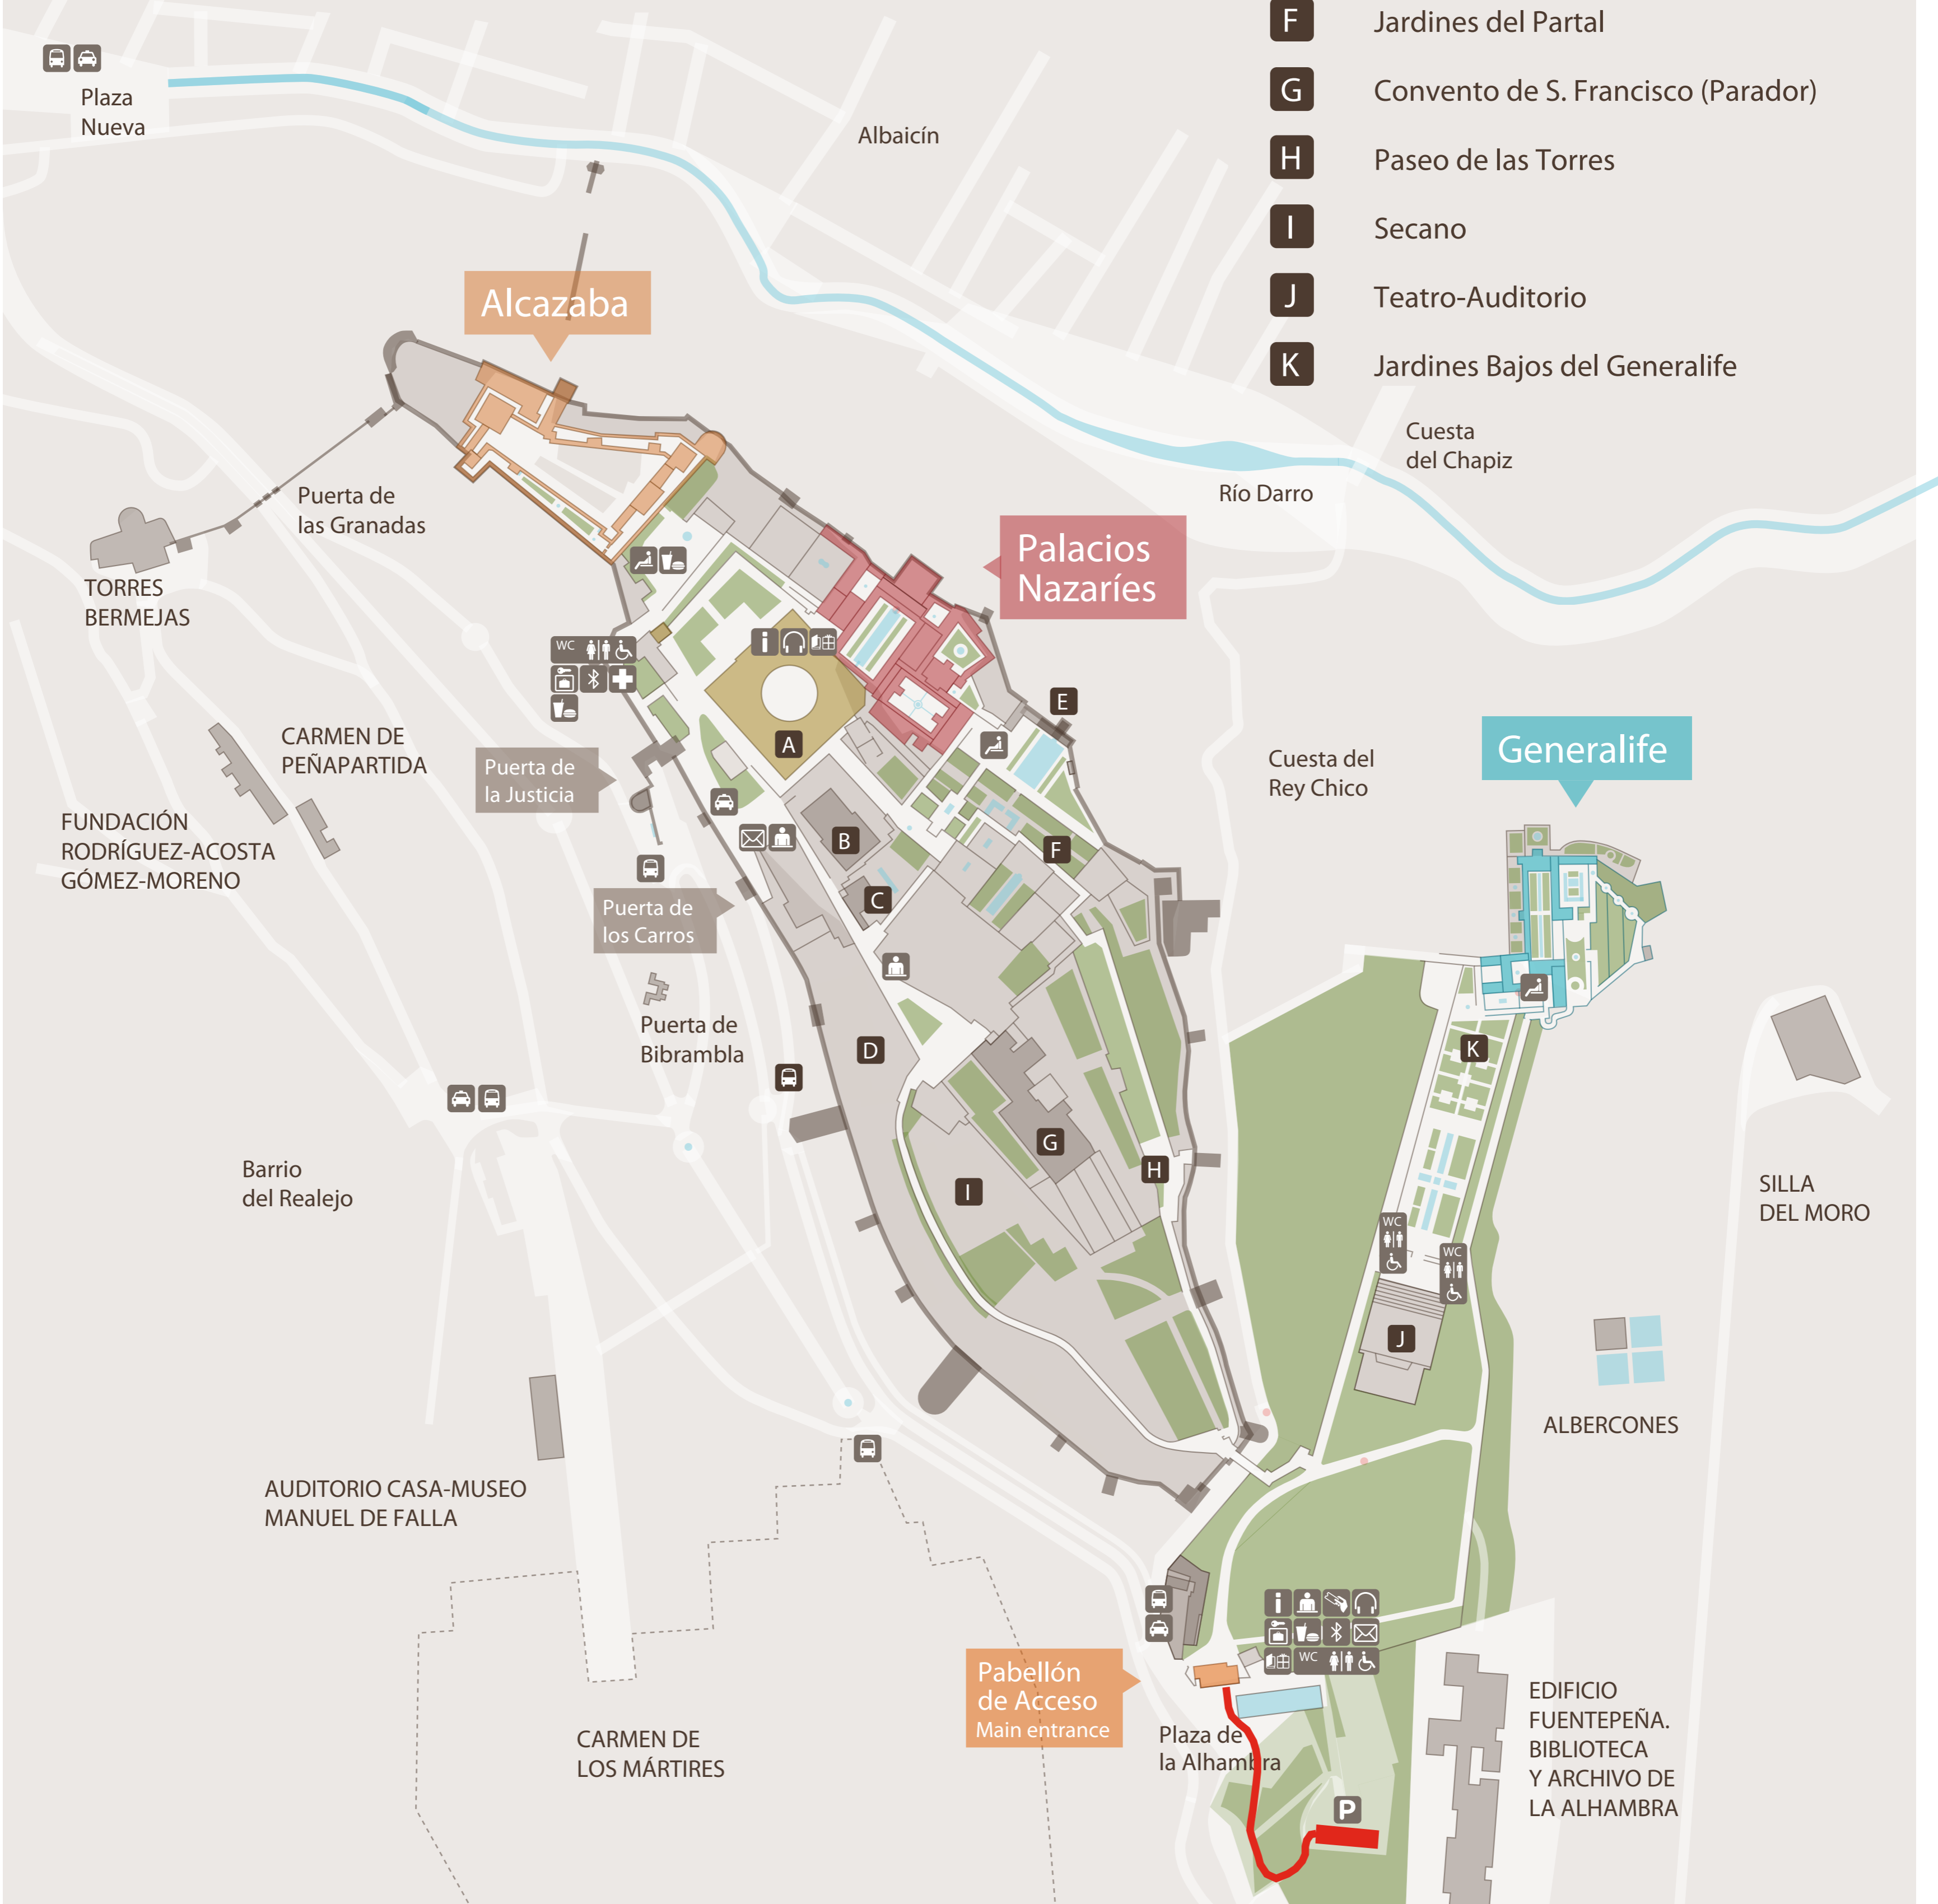 F
Jardines del Partal
G
Convento de S. Francisco (Parador)
H
Paseo de las Torres
I
Secano
J
Teatro-Auditorio
K
Jardines Bajos del Generalife
Plaza
Nueva
Albaicín
Alcazaba
Cuesta
del Chapiz
Río Darro
Puerta de
las Granadas
Palacios
Nazaríes
TORRES
BERMEJAS
WC
E
A
CARMEN DE
PEÑAPARTIDA
Puerta de
la Justicia
Cuesta del
Rey Chico
Generalife
FUNDACIÓN
RODRÍGUEZ-ACOSTA
GÓMEZ-MORENO
B
F
C
Puerta de
los Carros
Puerta de
Bibrambla
D
K
G
H
I
Barrio
del Realejo
SILLA
DEL MORO
WC
WC
J
ALBERCONES
AUDITORIO CASA-MUSEO
MANUEL DE FALLA
i
WC
Pabellón
de Acceso
Main entrance
Plaza de
la Alhambra
CARMEN DE
LOS MÁRTIRES
P
EDIFICIO
FUENTEPEÑA.
BIBLIOTECA
Y ARCHIVO DE
LA ALHAMBRA
i